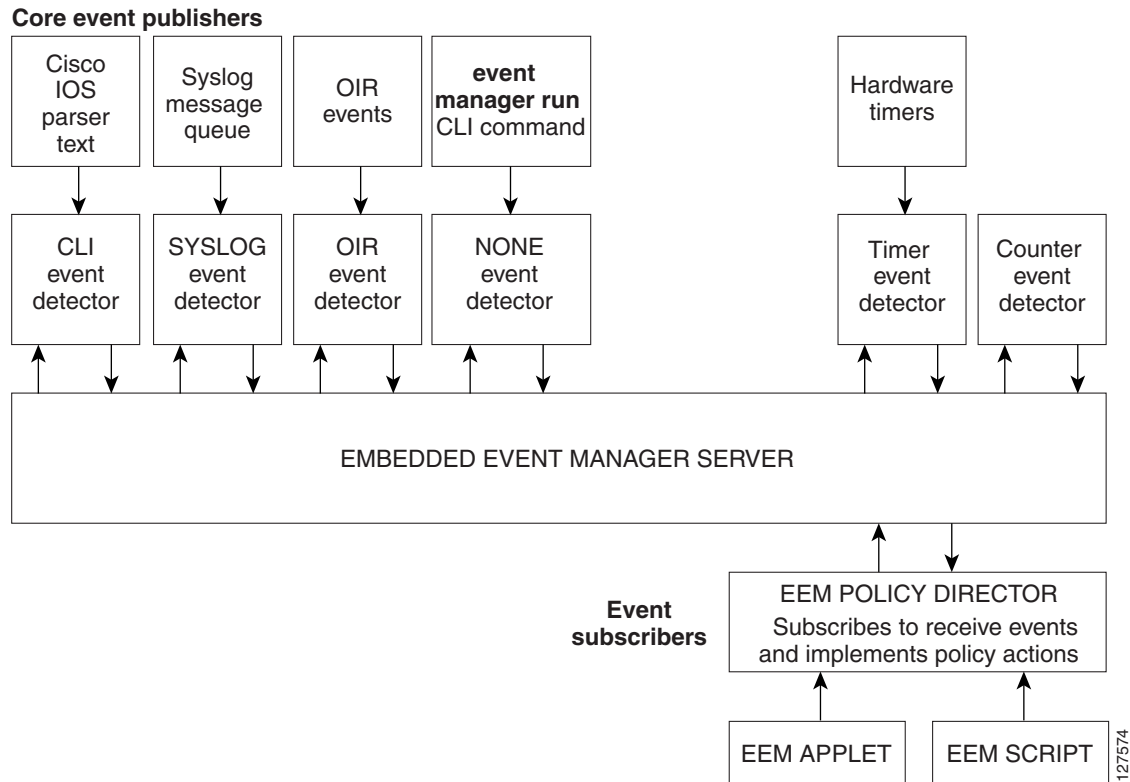 Core event publishers
Cisco
IOS
parser
text
Syslog
message
queue
OIR
events
event
manager run
CLI command
Hardware
timers
CLI
event
detector
SYSLOG
event
detector
OIR
event
detector
NONE
event
detector
Timer
event
detector
Counter
event
detector
EMBEDDED EVENT MANAGER SERVER
Event
subscribers
EEM POLICY DIRECTOR
Subscribes to receive events
and implements policy actions
EEM APPLET
EEM SCRIPT
127574